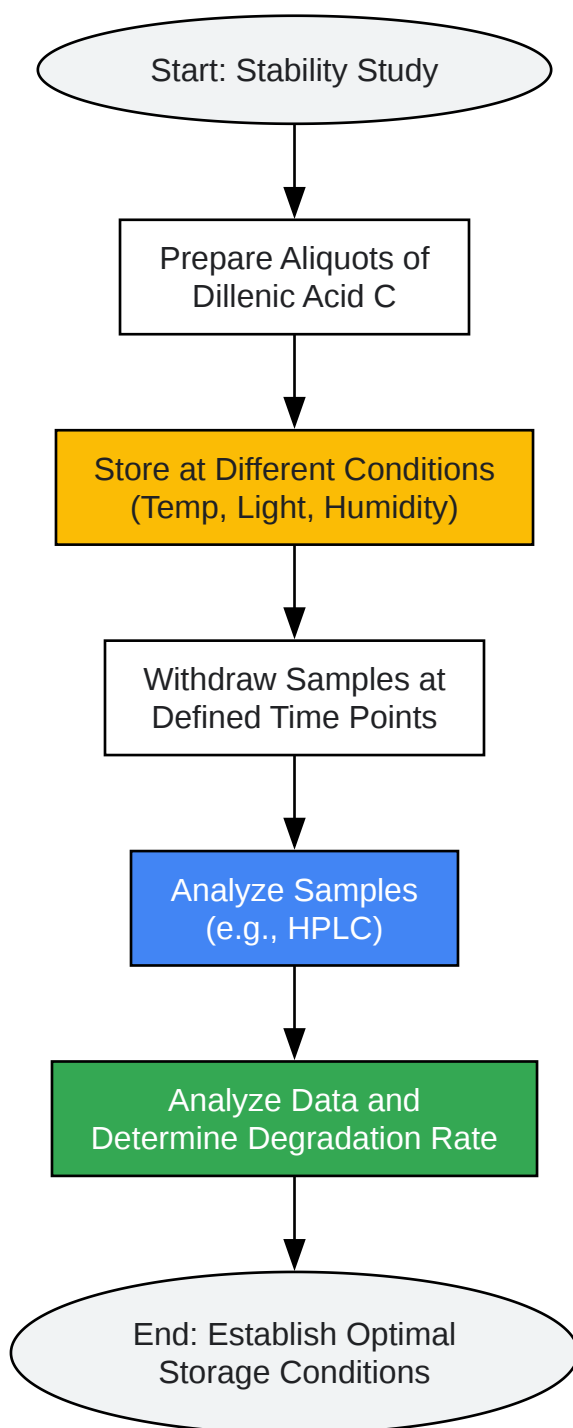 Start: Stability Study
Prepare Aliquots of
Dillenic Acid C
Store at Different Conditions
(Temp, Light, Humidity)
Withdraw Samples at
Defined Time Points
Analyze Samples
(e.g., HPLC)
Analyze Data and
Determine Degradation Rate
End: Establish Optimal
Storage Conditions